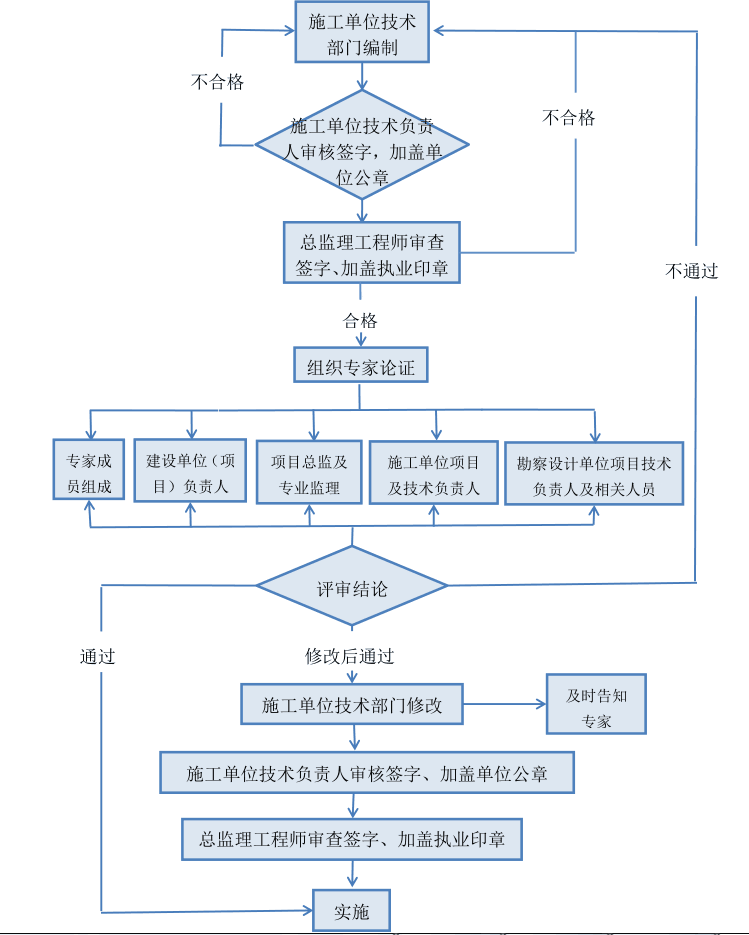 施工单位技术
部门编制
不合格
不合格
施工单位技术负责
人审核签字，加盖单
位公章
总监理工程师审查
签字、加盖执业印章
不通过
合格
组织专家论证
专家成
员组成
建设单位（项
目）负责人
项目总监及
专业监理
施工单位项目
及技术负责人
勘察设计单位项目技术
负责人及相关人员
评审结论
通过
修改后通过
施工单位技术部门修改
及时告知
专家
施工单位技术负责人审核签字、加盖单位公章
总监理工程师审查签字、加盖执业印章
实施